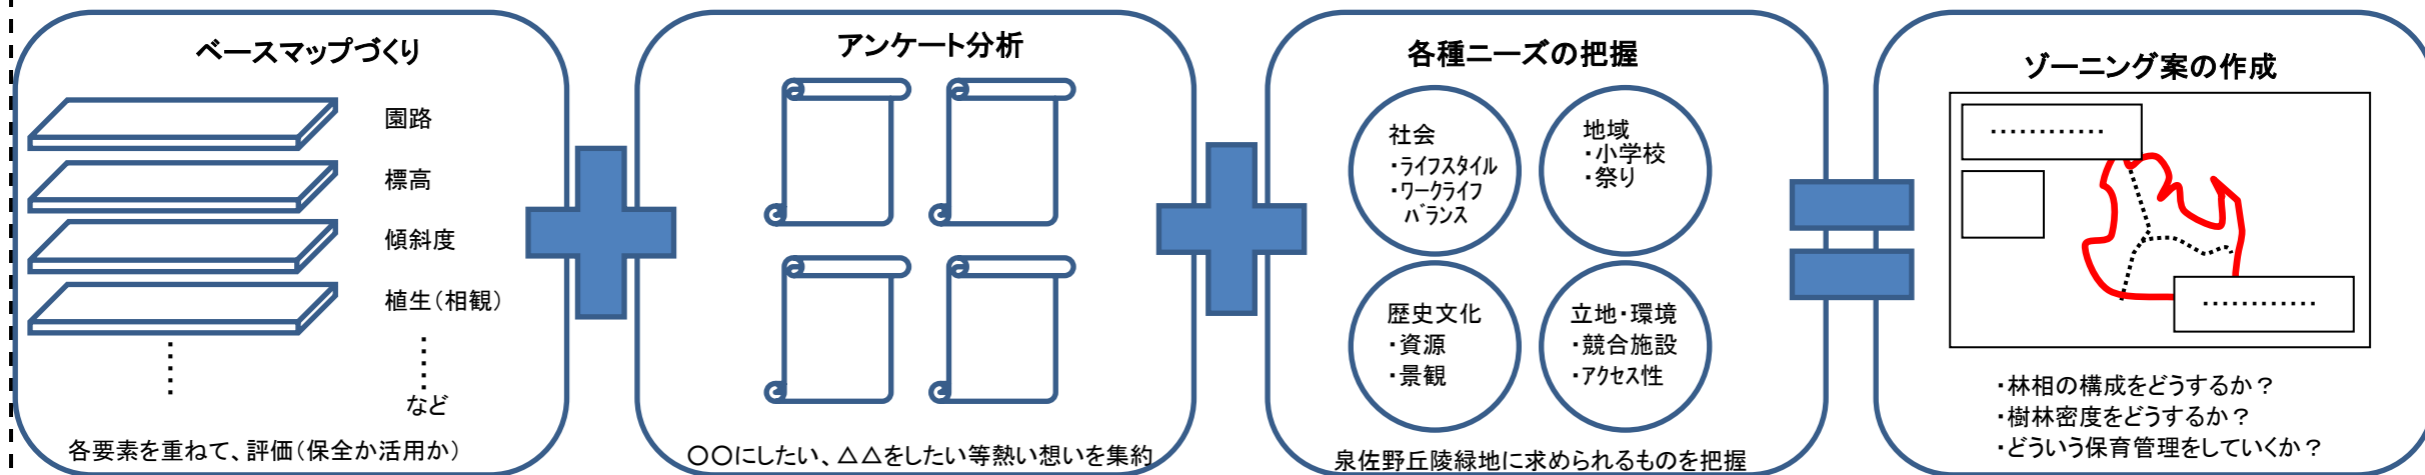 ベースマップづくり
園路
標高
傾斜度
植生(相観)
など
各要素を重ねて、評価(保全か活用か)
アンケート分析
〇〇にしたい、△△をしたい等熱い想いを集約
各種ニーズの把握
社会
・ﾗｲﾌｽﾀｲﾙ
・ﾜｰｸﾗｲﾌ
ﾊﾞﾗﾝｽ
地域
・小学校
・祭り
歴史文化
・資源
・景観
立地・環境
・競合施設
・ｱｸｾｽ性
泉佐野丘陵緑地に求められるものを把握
ゾーニング案の作成
…………
…………
・林相の構成をどうするか？
・樹林密度をどうするか？
・どういう保育管理をしていくか？